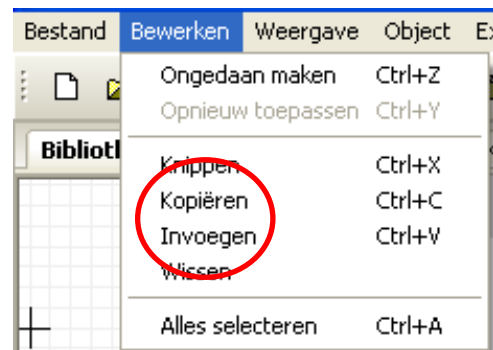 Bestand Bewerken Weergave Object
Ongedaan maken Ctrl+Z
Opnieuw toepassen Ctrl+Y
Knippen Ctrl+X
Kopiëren Ctrl+C
Invoegen Ctrl+V
Wissen
Alles selecteren Ctrl+A